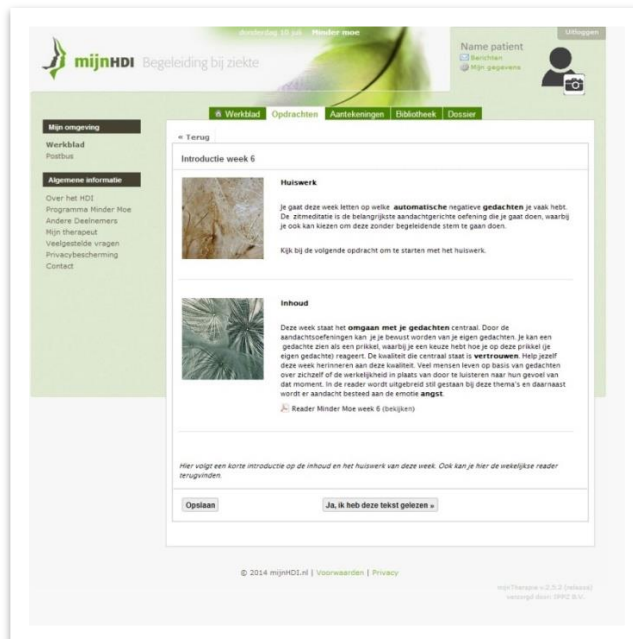 donderdag 10 juli Minder moe
Uitloggen
mijnHDI Begeleiding bij ziekte
Name patient
Berichten
Mijn gegevens
Werkblad Opdrachten Aantekeningen Bibliotheek Dossier
Mijn omgeving
Werkblad
Postbus
Algemene informatie
Over het HDI
Programma Minder Moe
Andere Deelnemers
Mijn therapeut
Veelgestelde vragen
Privacybescherming
Contact
« Terug
Introductie week 6
Huiswerk
Je gaat deze week letten op welke automatische negatieve gedachten je vaak hebt.
De zitmeditatie is de belangrijkste aandachtgerichte oefening die je gaat doen, waarbij
je ook kan kiezen om deze zonder begeleidende stem te gaan doen.
Kijk bij de volgende opdracht om te starten met het huiswerk.
Inhoud
Deze week staat het omgaan met je gedachten centraal. Door de
aandachtsoefeningen kan je je bewust worden van je eigen gedachten. Je kan een
gedachte zien als een prikkel, waarbij je een keuze hebt hoe je op deze prikkel (je
eigen gedachte) reageert. De kwaliteit die centraal staat is vertrouwen. Help jezelf
deze week herinneren aan deze kwaliteit. Veel mensen leven op basis van gedachten
over zichzelf of de werkelijkheid in plaats van door te luisteren naar hun gevoel van
dat moment. In de reader wordt uitgebreid stil gestaan bij deze thema's en daarnaast
wordt er aandacht besteed aan de emotie angst.
Reader Minder Moe week 6 (bekijken)
Hier volgt een korte introductie op de inhoud en het huiswerk van deze week. Ook kan je hier de wekelijkse reader
terugvinden.
Opslaan
Ja, ik heb deze tekst gelezen »
© 2014 mijnHDI.nl | Voorwaarden | Privacy
mijnTherapie v.2.5.2 (release)
verzorgd door: IPPZ B.V.